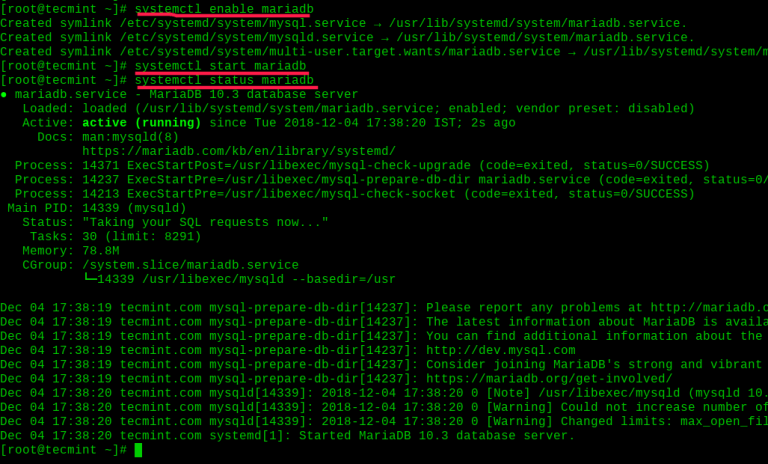 [root@tecmint ~]# systemctl enable mariadb
Created symlink /etc/systemd/system/mysql.service → /usr/lib/systemd/system/mariadb.service.
Created symlink /etc/systemd/system/mysqld.service → /usr/lib/systemd/system/mariadb.service.
Created symlink /etc/systemd/system/multi-user.target.wants/mariadb.service → /usr/lib/systemd/system/m
[root@tecmint ~]# systemctl start mariadb
[root@tecmint ~]# systemctl status mariadb
● mariadb.service - MariaDB 10.3 database server
Loaded: loaded (/usr/lib/systemd/system/mariadb.service; enabled; vendor preset: disabled)
Active: active (running) since Tue 2018-12-04 17:38:20 IST; 2s ago
Docs: man:mysqld(8)
https://mariadb.com/kb/en/library/systemd/
Process: 14371 ExecStartPost=/usr/libexec/mysql-check-upgrade (code=exited, status=0/SUCCESS)
Process: 14237 ExecStartPre=/usr/libexec/mysql-prepare-db-dir mariadb.service (code=exited, status=0/
Process: 14213 ExecStartPre=/usr/libexec/mysql-check-socket (code=exited, status=0/SUCCESS)
Main PID: 14339 (mysqld)
Status: "Taking your SQL requests now..."
Tasks: 30 (limit: 8291)
Memory: 78.8M
CGroup: /system.slice/mariadb.service
└─14339 /usr/libexec/mysqld --basedir=/usr
Dec 04 17:38:19 tecmint.com mysql-prepare-db-dir[14237]: Please report any problems at http://mariadb.o
Dec 04 17:38:19 tecmint.com mysql-prepare-db-dir[14237]: The latest information about MariaDB is availa
Dec 04 17:38:19 tecmint.com mysql-prepare-db-dir[14237]: You can find additional information about the
Dec 04 17:38:19 tecmint.com mysql-prepare-db-dir[14237]: http://dev.mysql.com
Dec 04 17:38:19 tecmint.com mysql-prepare-db-dir[14237]: Consider joining MariaDB's strong and vibrant
Dec 04 17:38:19 tecmint.com mysql-prepare-db-dir[14237]: https://mariadb.org/get-involved/
Dec 04 17:38:20 tecmint.com mysqld[14339]: 2018-12-04 17:38:20 0 [Note] /usr/libexec/mysqld (mysqld 10.
Dec 04 17:38:20 tecmint.com mysqld[14339]: 2018-12-04 17:38:20 0 [Warning] Could not increase number of
Dec 04 17:38:20 tecmint.com mysqld[14339]: 2018-12-04 17:38:20 0 [Warning] Changed limits: max_open_fil
Dec 04 17:38:20 tecmint.com systemd[1]: Started MariaDB 10.3 database server.
[root@tecmint ~]#